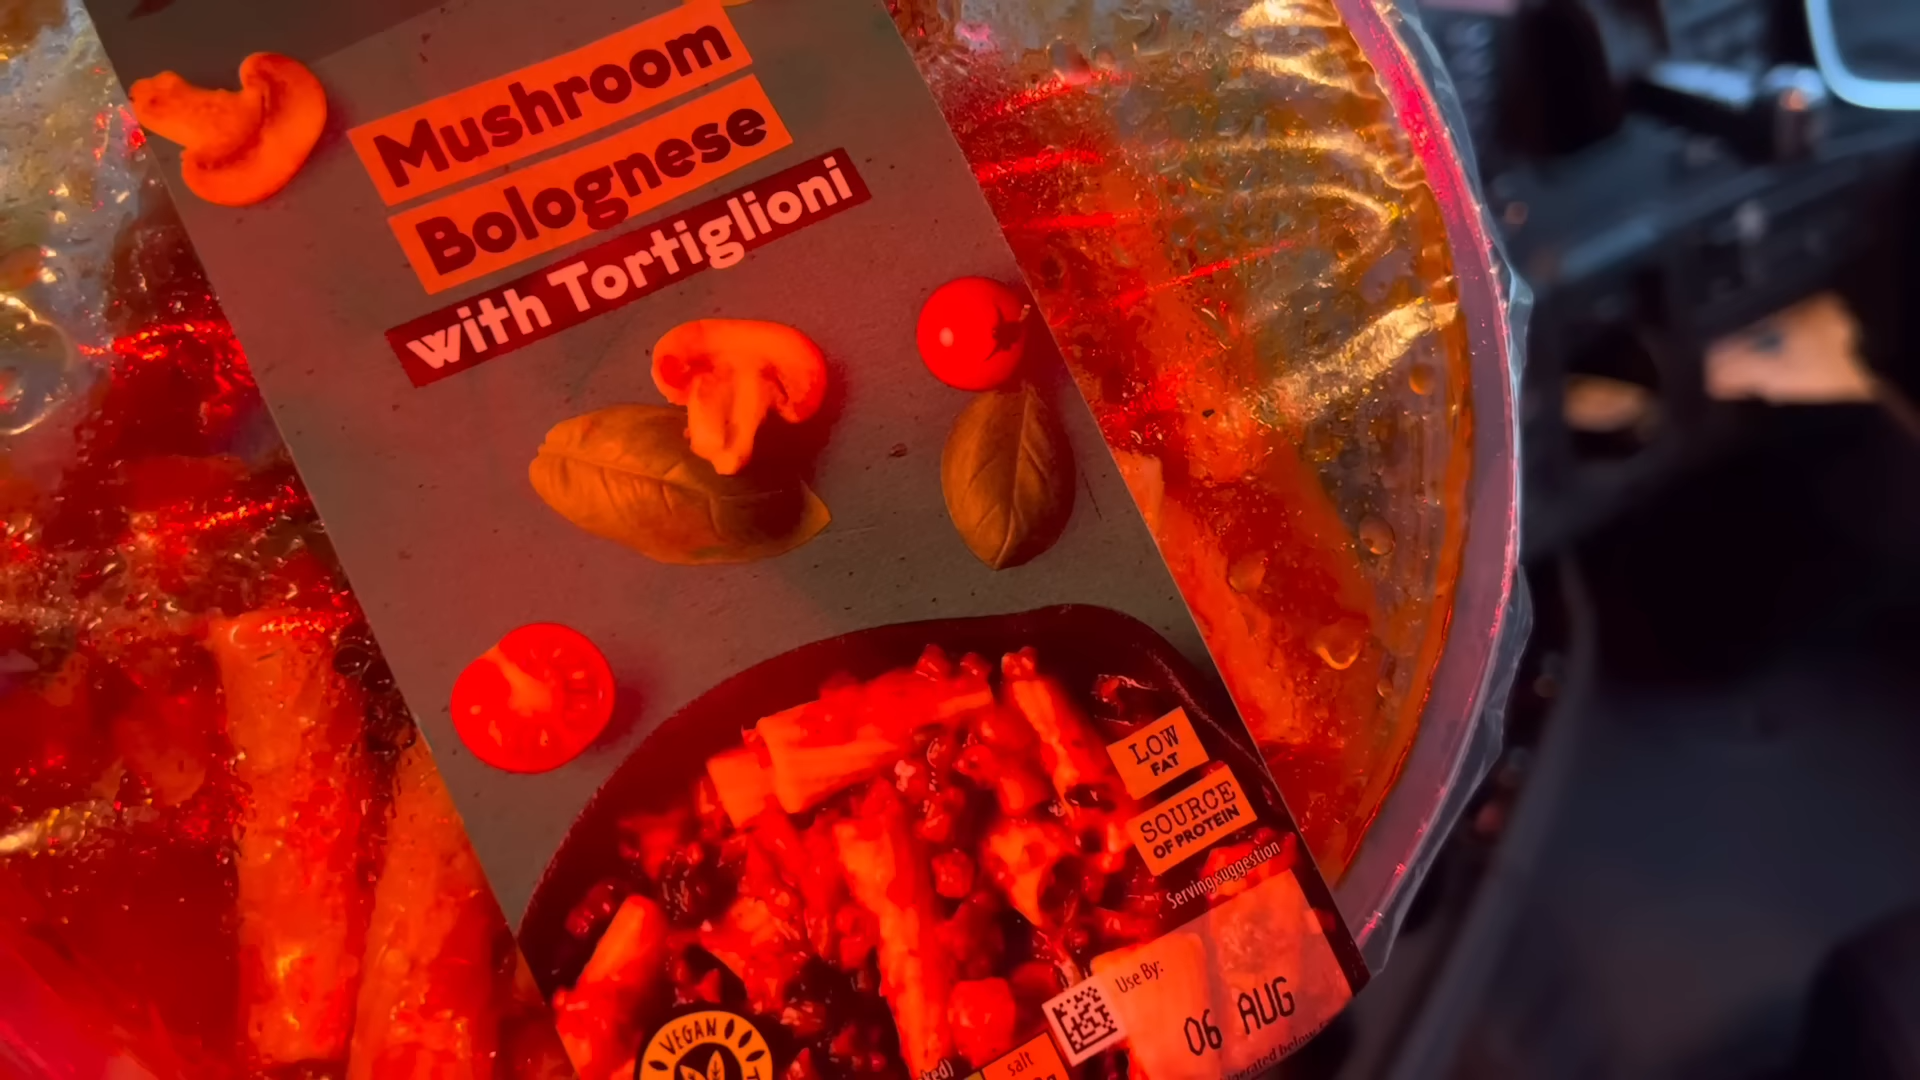 Mushroom
Bolognese
with Tortiglioni
LOW
FAT
SOURCE
OF PROTEIN
Serving suggestion
Use By:
06 AUG
VEGAN
salt